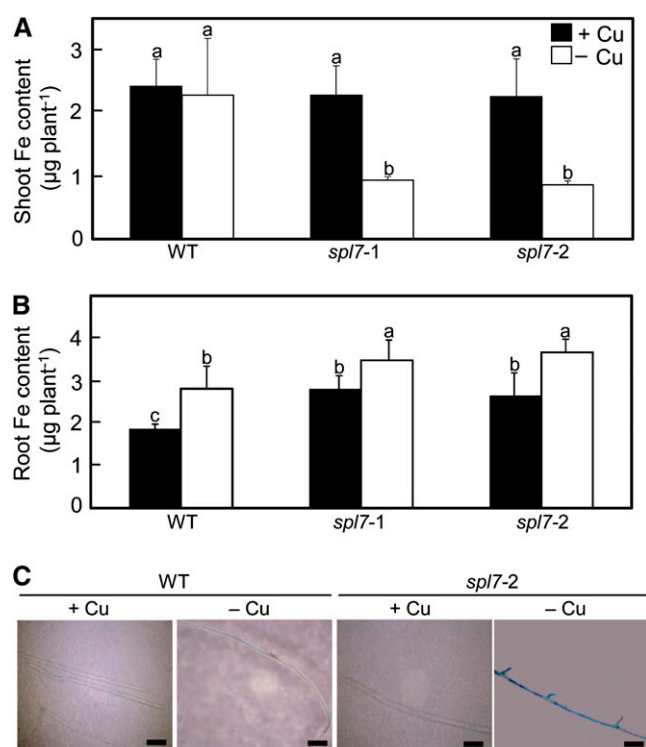 A
Shoot Fe content
(µg plant⁻¹)
3
2
1
0
a
a
a
b
a
b
+ Cu
– Cu
WT
spl7-1
spl7-2
B
Root Fe content
(µg plant⁻¹)
4
3
2
1
0
c
b
b
a
b
a
WT
spl7-1
spl7-2
C
WT
spl7-2
+ Cu
– Cu
+ Cu
– Cu